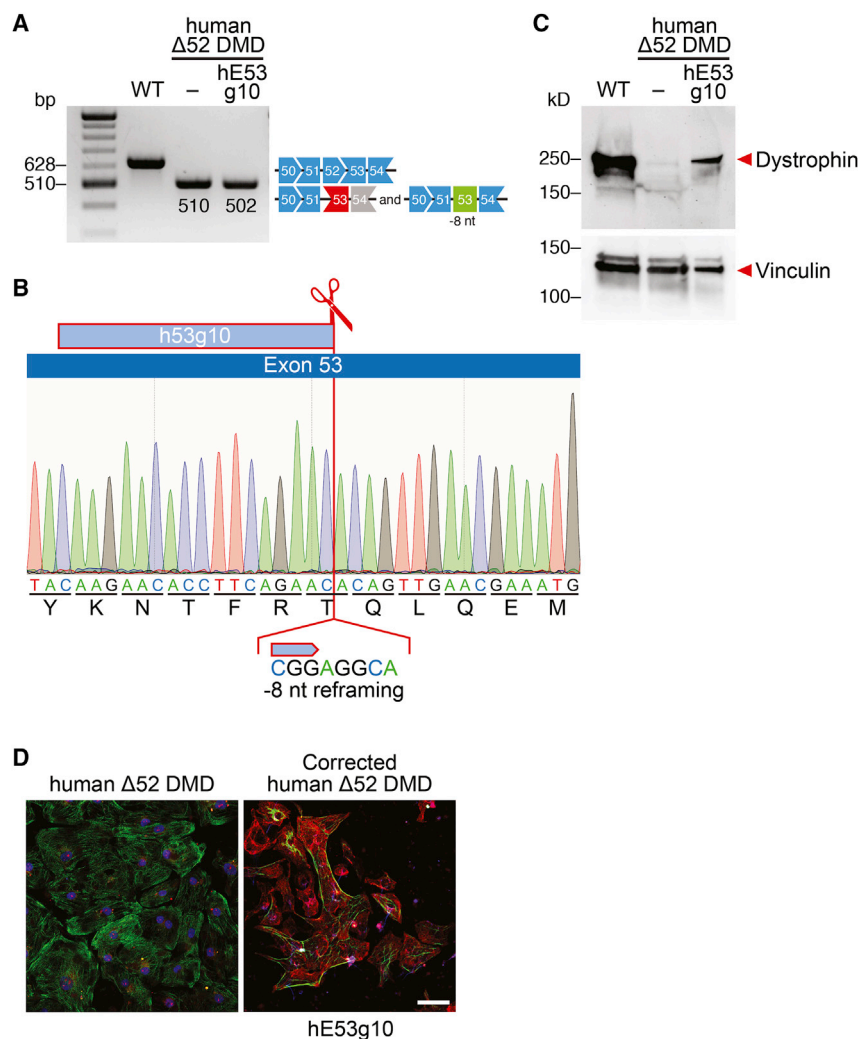 A
human
Δ52 DMD
hE53
g10
WT
–
bp
628
510
510
502
50 51 52 53 54
50 51 53 54 and 50 51 53 54
-8 nt
C
human
Δ52 DMD
hE53
g10
WT
–
kD
250
150
Dystrophin
150
100
Vinculin
B
h53g10
Exon 53
TACAAGAACACCTTCAGAACACAGTTGAACGAAATG
Y K N T F R T Q L Q E M
CGGAGGCA
-8 nt reframing
D
human Δ52 DMD
Corrected
human Δ52 DMD
hE53g10